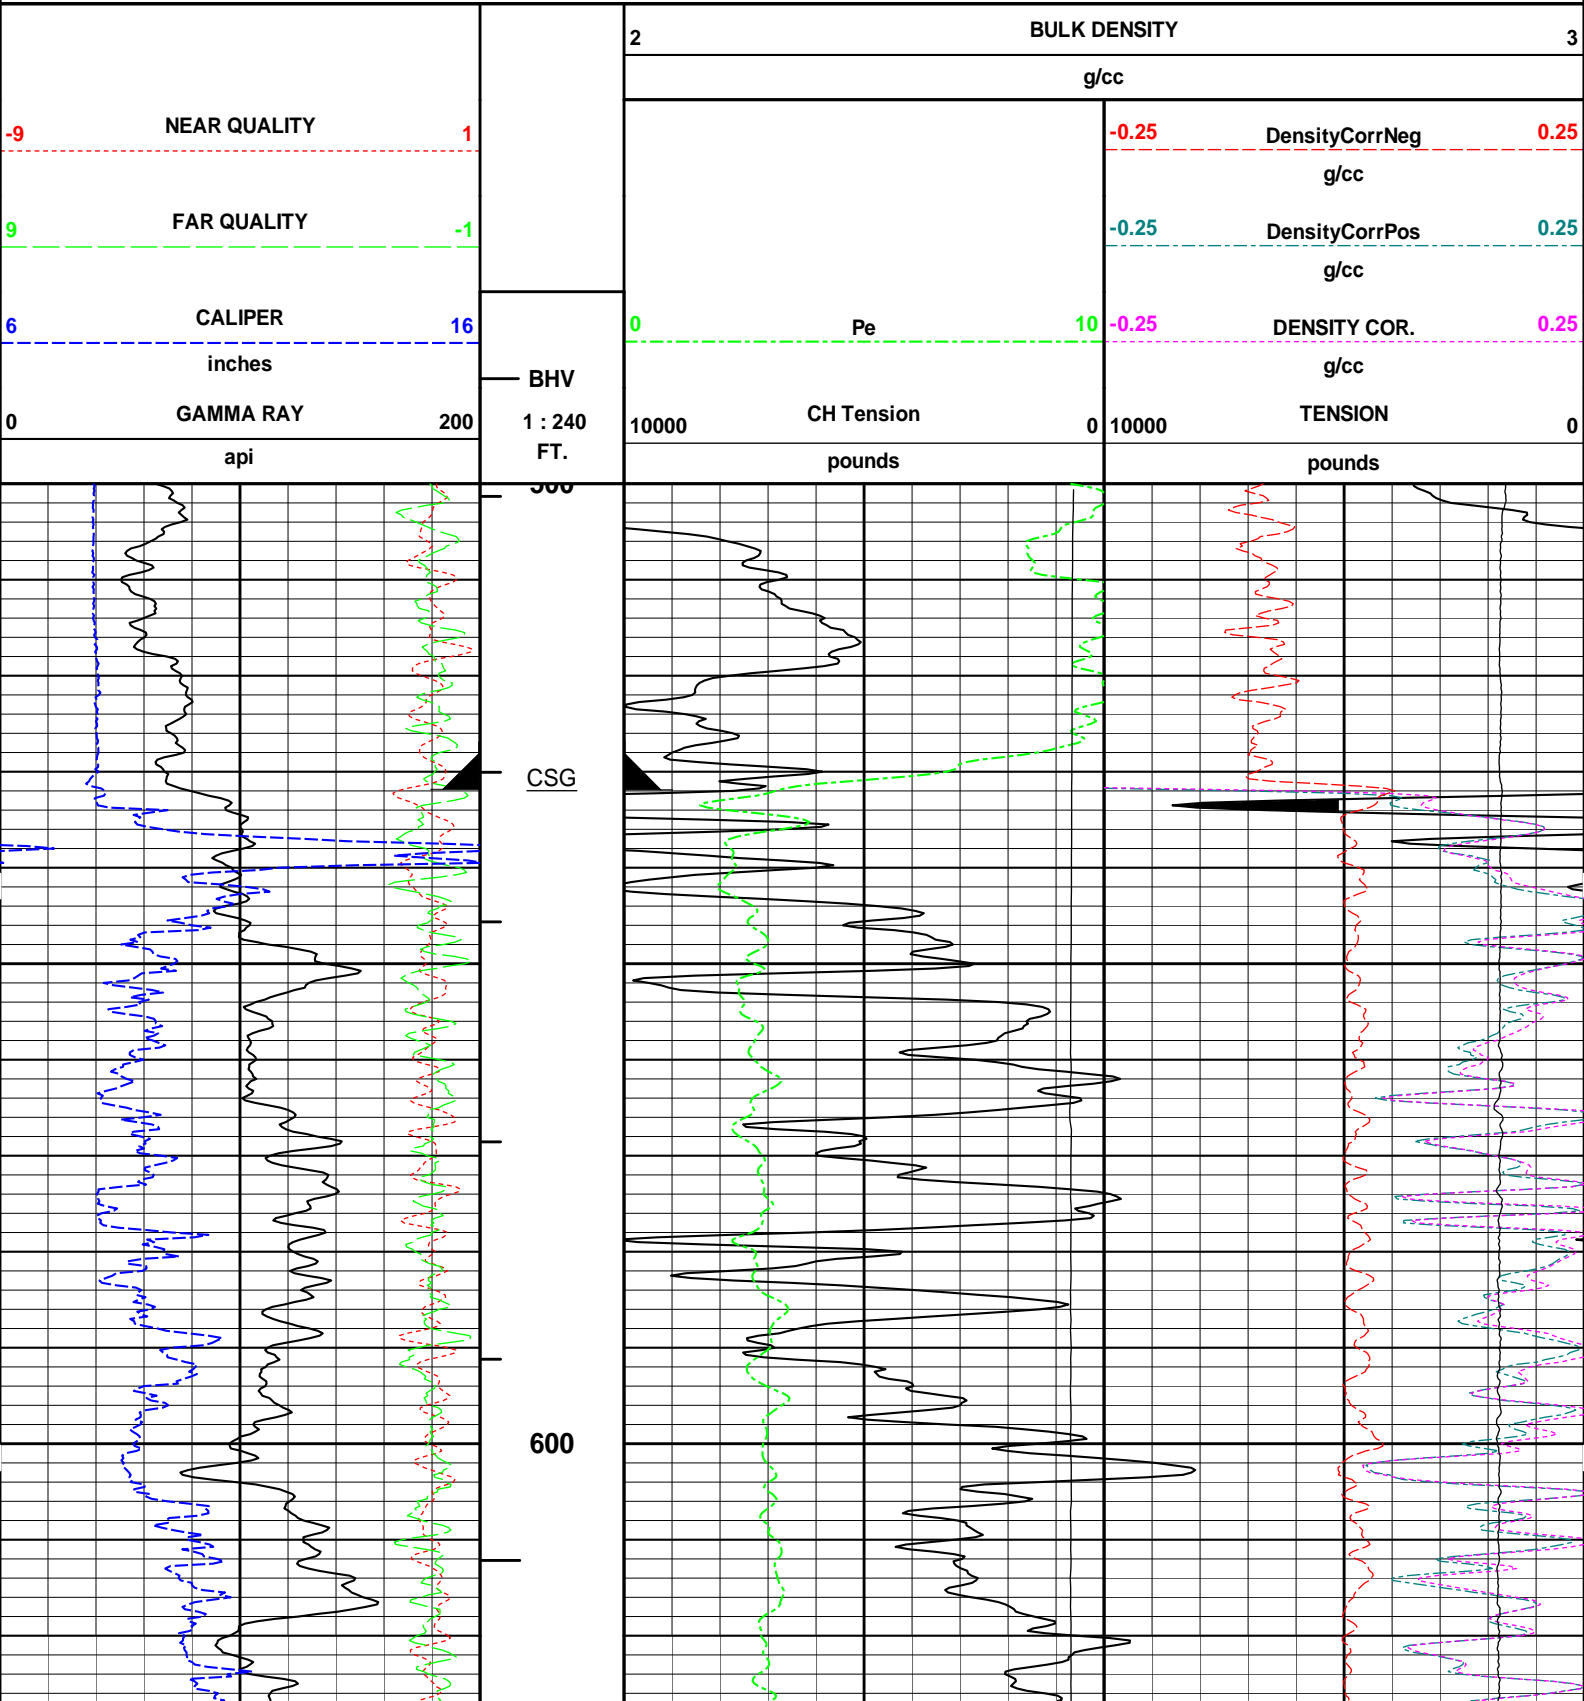 2 BULK DENSITY 3
g/cc
-9 NEAR QUALITY 1
9 FAR QUALITY -1
6 CALIPER 16
inches
0 GAMMA RAY 200
api
BHV
1 : 240
FT.
0 Pe 10
10000 CH Tension 0
pounds
-0.25 DensityCorrNeg 0.25
g/cc
-0.25 DensityCorrPos 0.25
g/cc
-0.25 DENSITY COR. 0.25
g/cc
10000 TENSION 0
pounds
500
CSG
600